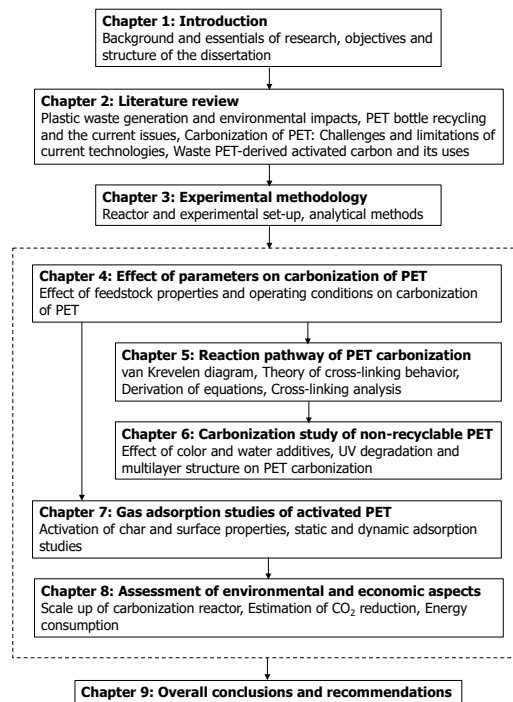 Chapter 1: Introduction
Background and essentials of research, objectives and
structure of the dissertation
Chapter 2: Literature review
Plastic waste generation and environmental impacts, PET bottle recycling
and the current issues, Carbonization of PET: Challenges and limitations of
current technologies, Waste PET-derived activated carbon and its uses
Chapter 3: Experimental methodology
Reactor and experimental set-up, analytical methods
Chapter 4: Effect of parameters on carbonization of PET
Effect of feedstock properties and operating conditions on carbonization
of PET
Chapter 5: Reaction pathway of PET carbonization
van Krevelen diagram, Theory of cross-linking behavior,
Derivation of equations, Cross-linking analysis
Chapter 6: Carbonization study of non-recyclable PET
Effect of color and water additives, UV degradation and
multilayer structure on PET carbonization
Chapter 7: Gas adsorption studies of activated PET
Activation of char and surface properties, static and dynamic adsorption
studies
Chapter 8: Assessment of environmental and economic aspects
Scale up of carbonization reactor, Estimation of CO₂ reduction, Energy
consumption
Chapter 9: Overall conclusions and recommendations